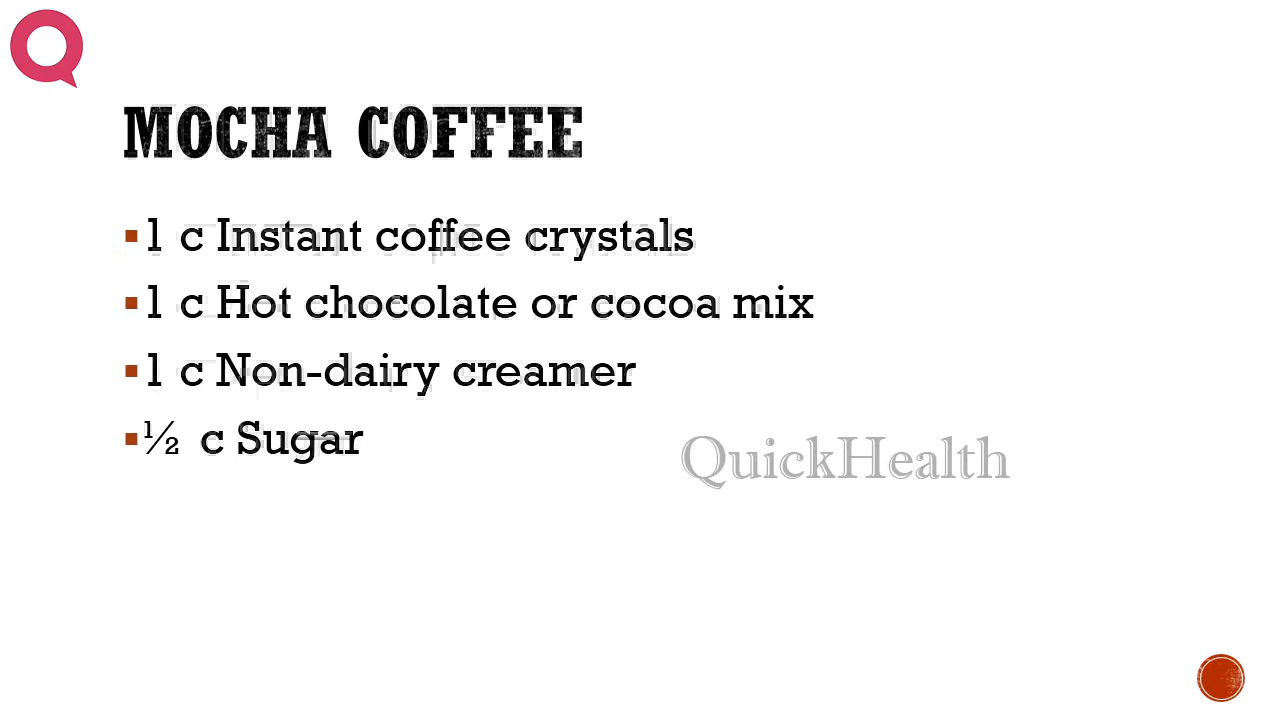 MOCHA COFFEE
1 c Instant coffee crystals
1 c Hot chocolate or cocoa mix
1 c Non-dairy creamer
½ c Sugar
QuickHealth